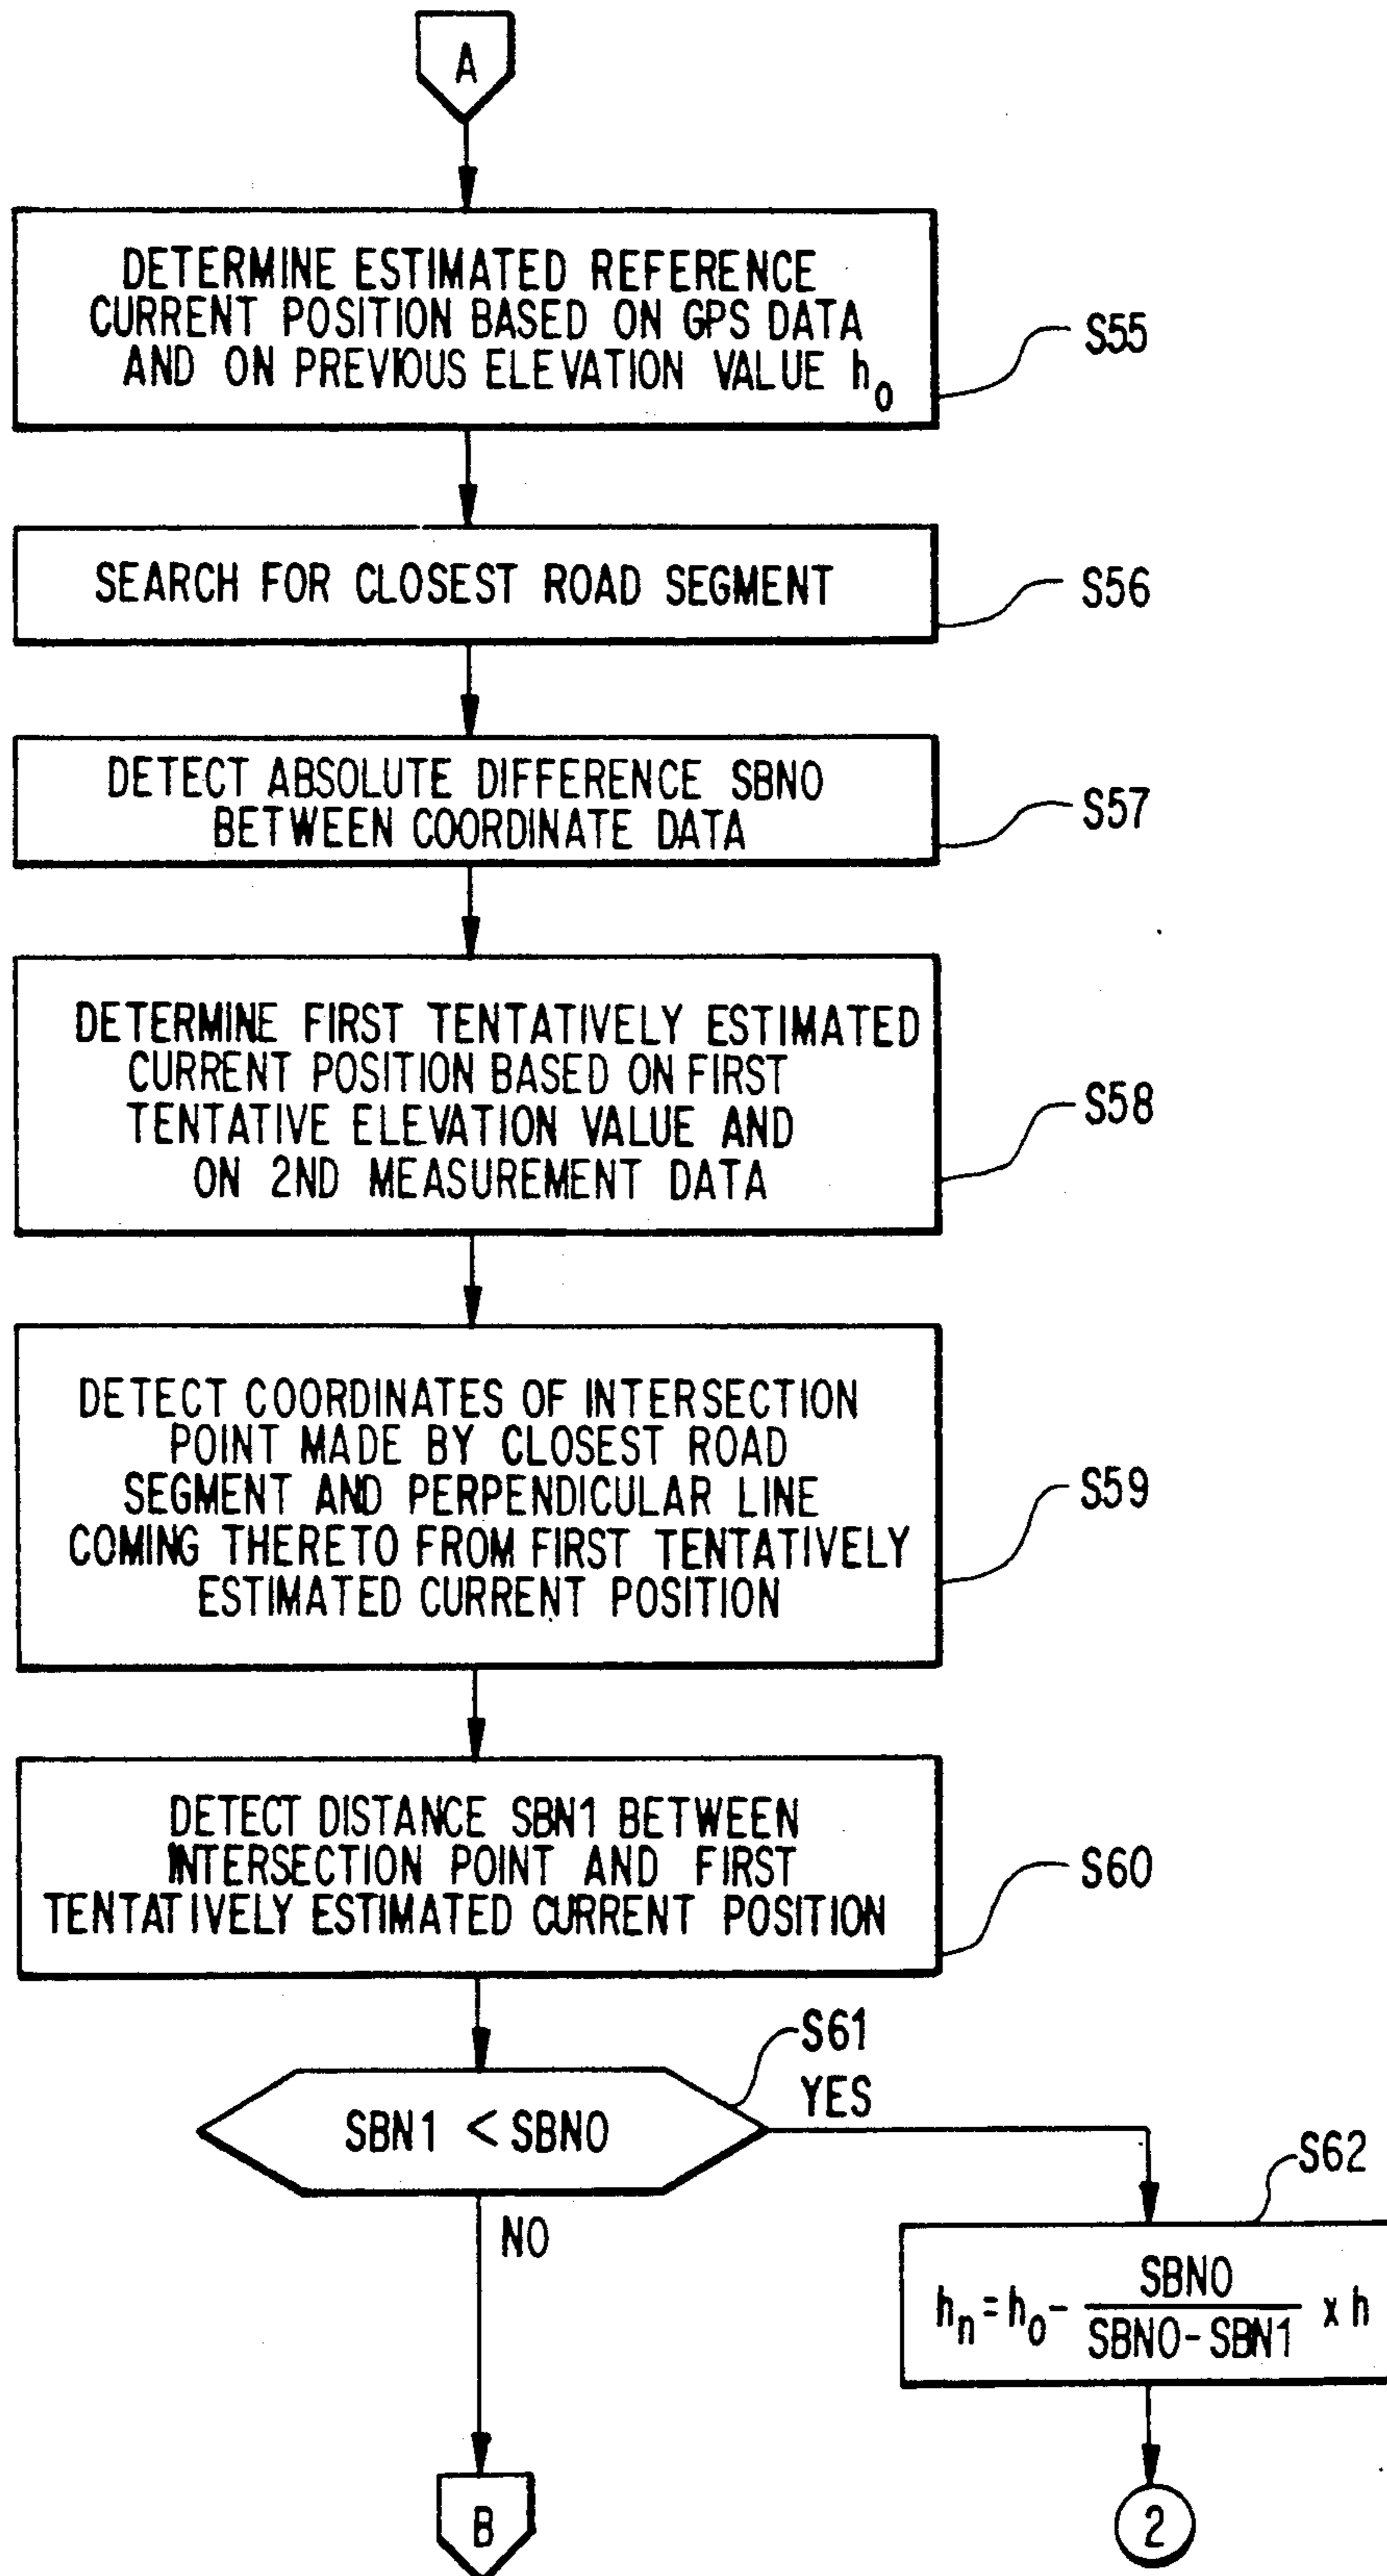 A
DETERMINE ESTIMATED REFERENCE
CURRENT POSITION BASED ON GPS DATA
AND ON PREVIOUS ELEVATION VALUE h₀
S55
SEARCH FOR CLOSEST ROAD SEGMENT
S56
DETECT ABSOLUTE DIFFERENCE SBN0
BETWEEN COORDINATE DATA
S57
DETERMINE FIRST TENTATIVELY ESTIMATED
CURRENT POSITION BASED ON FIRST
TENTATIVE ELEVATION VALUE AND
ON 2ND MEASUREMENT DATA
S58
DETECT COORDINATES OF INTERSECTION
POINT MADE BY CLOSEST ROAD
SEGMENT AND PERPENDICULAR LINE
COMING THERETO FROM FIRST TENTATIVELY
ESTIMATED CURRENT POSITION
S59
DETECT DISTANCE SBN1 BETWEEN
INTERSECTION POINT AND FIRST
TENTATIVELY ESTIMATED CURRENT POSITION
S60
S61
SBN1 < SBN0
YES
NO
S62
hₙ = h₀ - SBN0 / (SBN0 - SBN1) x h
B
2